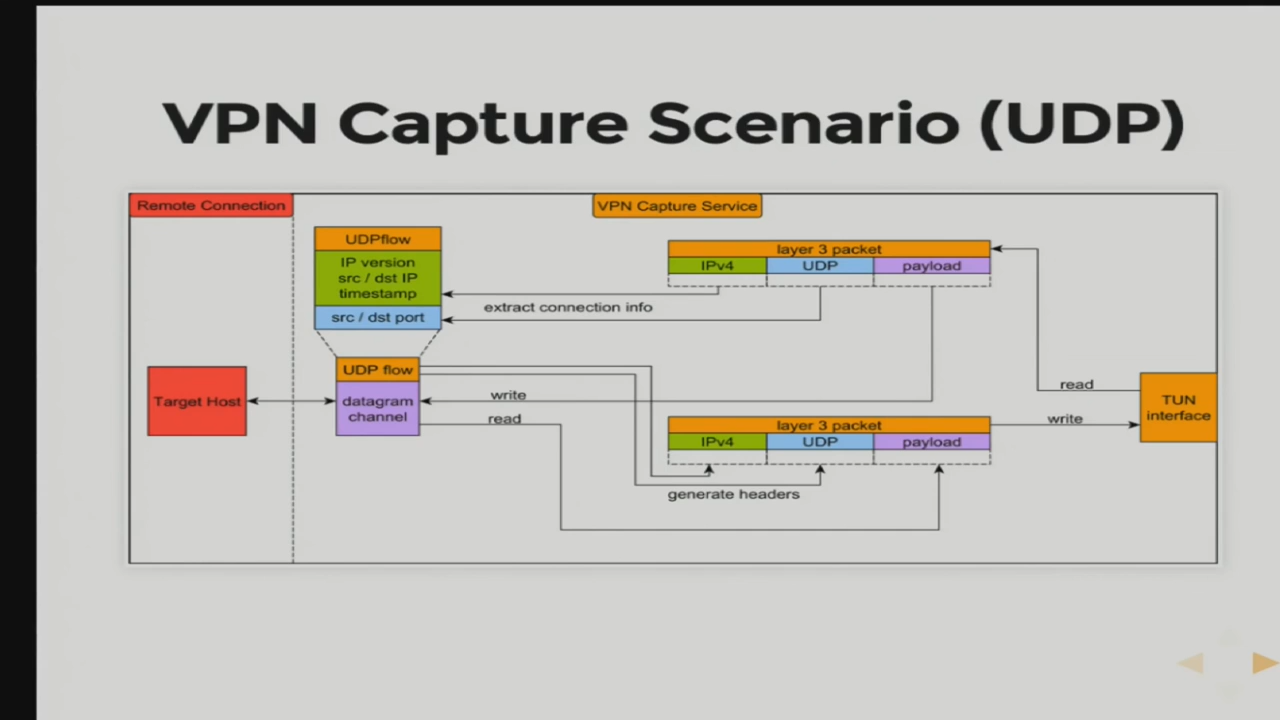 VPN Capture Scenario (UDP)
Remote Connection
VPN Capture Service
UDPflow
IP version
src / dst IP
timestamp
src / dst port
layer 3 packet
IPv4 UDP payload
extract connection info
UDP flow
datagram
channel
Target Host
write
read
read
write
TUN
interface
layer 3 packet
IPv4 UDP payload
generate headers